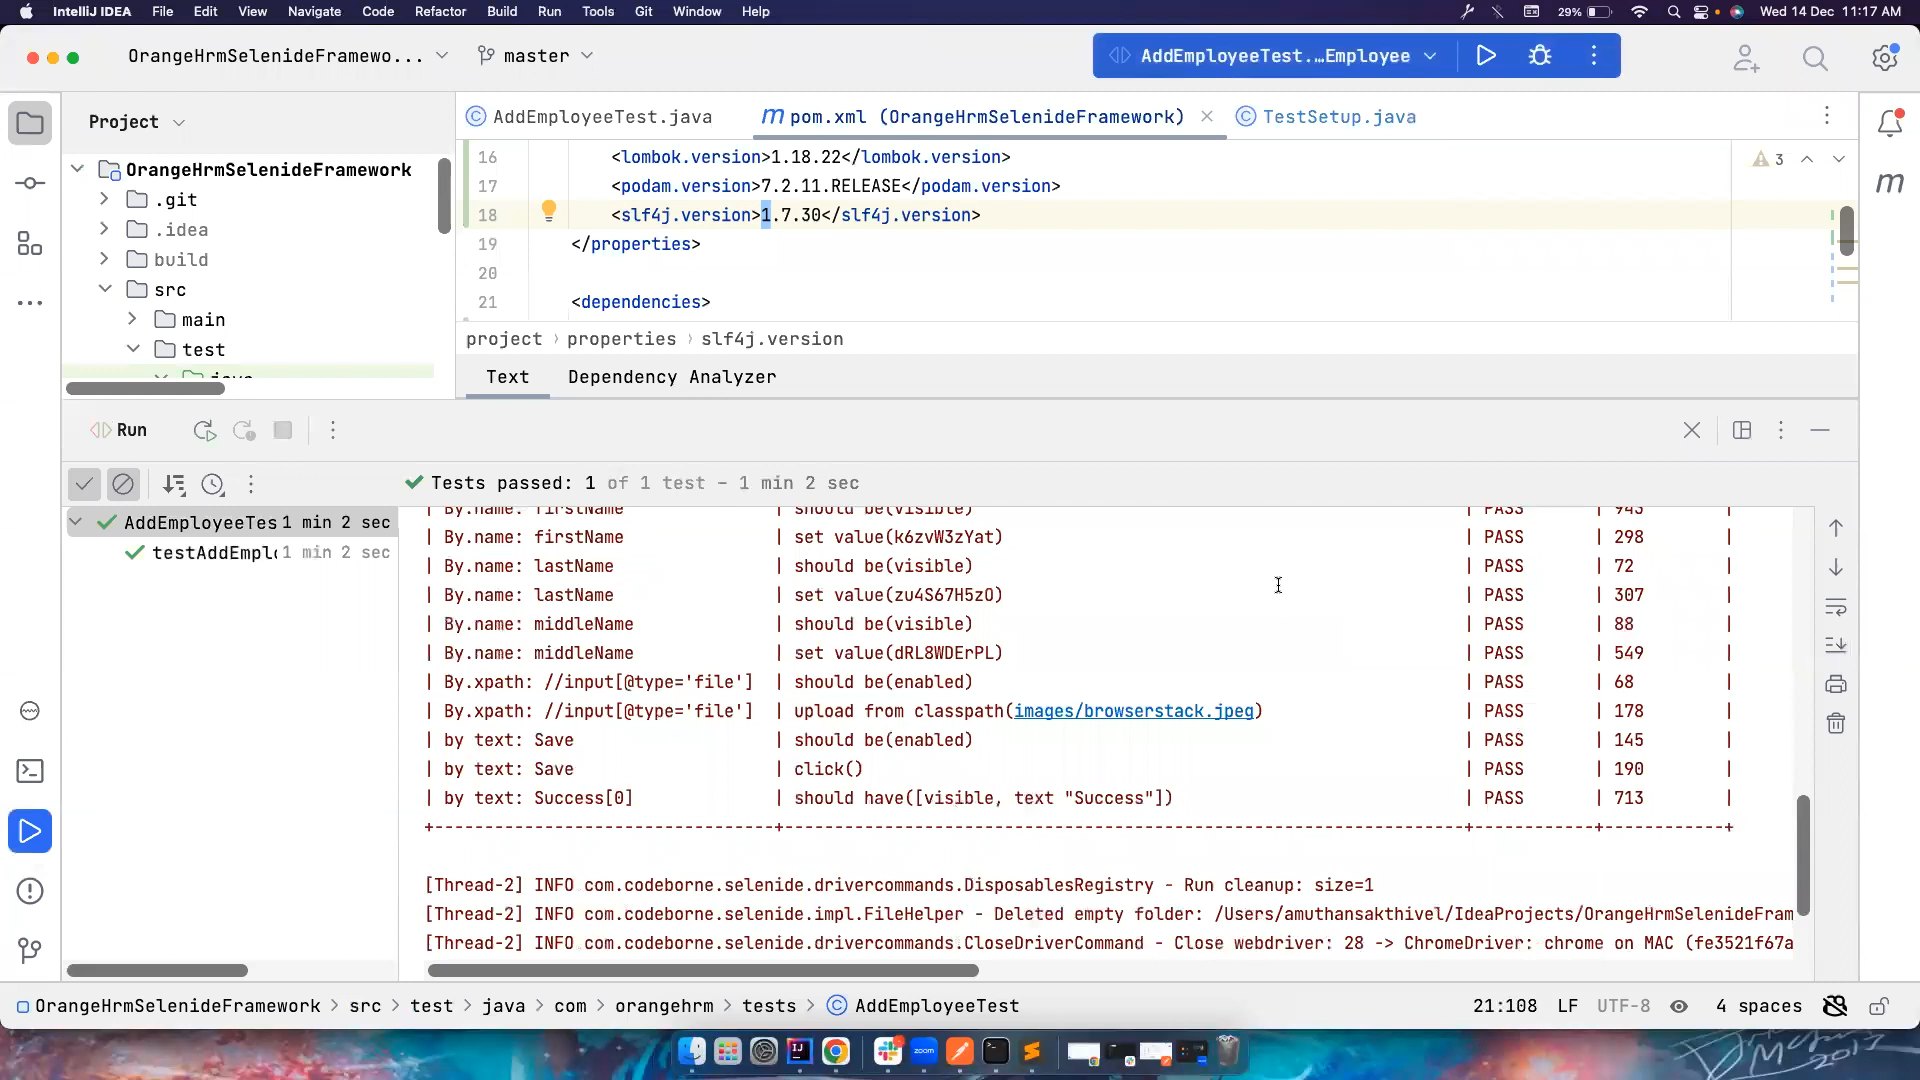 IntelliJ IDEA File Edit View Navigate Code Refactor Build Run Tools Git Window Help 29% Wed 14 Dec 11:17 AM
OrangeHrmSelenideFramewo... master AddEmployeeTest.…Employee
Project
AddEmployeeTest.java pom.xml (OrangeHrmSelenideFramework) TestSetup.java
OrangeHrmSelenideFramework
.git
.idea
build
src
main
test
java
16 <lombok.version>1.18.22</lombok.version>
17 <podam.version>7.2.11.RELEASE</podam.version>
18 <slf4j.version>1.7.30</slf4j.version>
19 </properties>
20
21 <dependencies>
3
project › properties › slf4j.version
Text Dependency Analyzer
Run
Tests passed: 1 of 1 test – 1 min 2 sec
AddEmployeeTes 1 min 2 sec
testAddEmplo 1 min 2 sec
| By.name: firstName | should be(visible) | PASS | 943 |
| By.name: firstName | set value(k6zvW3zYat) | PASS | 298 |
| By.name: lastName | should be(visible) | PASS | 72 |
| By.name: lastName | set value(zu4S67H5zO) | PASS | 307 |
| By.name: middleName | should be(visible) | PASS | 88 |
| By.name: middleName | set value(dRL8WDErPL) | PASS | 549 |
| By.xpath: //input[@type='file'] | should be(enabled) | PASS | 68 |
| By.xpath: //input[@type='file'] | upload from classpath(images/browserstack.jpeg) | PASS | 178 |
| by text: Save | should be(enabled) | PASS | 145 |
| by text: Save | click() | PASS | 190 |
| by text: Success[0] | should have([visible, text "Success"]) | PASS | 713 |
[Thread-2] INFO com.codeborne.selenide.drivercommands.DisposablesRegistry - Run cleanup: size=1
[Thread-2] INFO com.codeborne.selenide.impl.FileHelper - Deleted empty folder: /Users/amuthansakthivel/IdeaProjects/OrangeHrmSelenideFram
[Thread-2] INFO com.codeborne.selenide.drivercommands.CloseDriverCommand - Close webdriver: 28 -> ChromeDriver: chrome on MAC (fe3521f67a
OrangeHrmSelenideFramework > src > test > java > com > orangehrm > tests > AddEmployeeTest 21:108 LF UTF-8 4 spaces
zoom